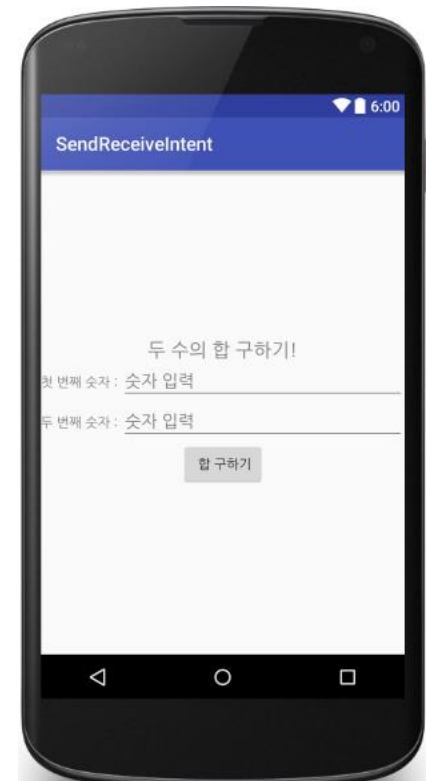 6:00
SendReceiveIntent
두 수의 합 구하기!
첫 번째 숫자 : 숫자 입력
두 번째 숫자 : 숫자 입력
합 구하기